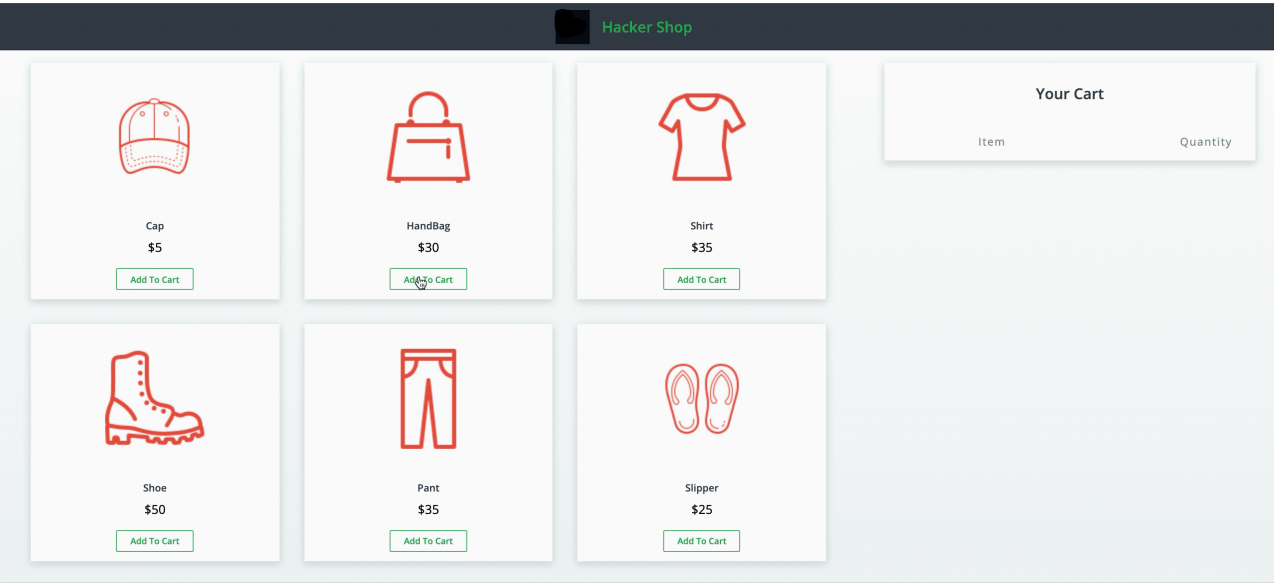 Hacker Shop
Your Cart
Item Quantity
Cap
$5
Add To Cart
HandBag
$30
Add To Cart
Shirt
$35
Add To Cart
Shoe
$50
Add To Cart
Pant
$35
Add To Cart
Slipper
$25
Add To Cart